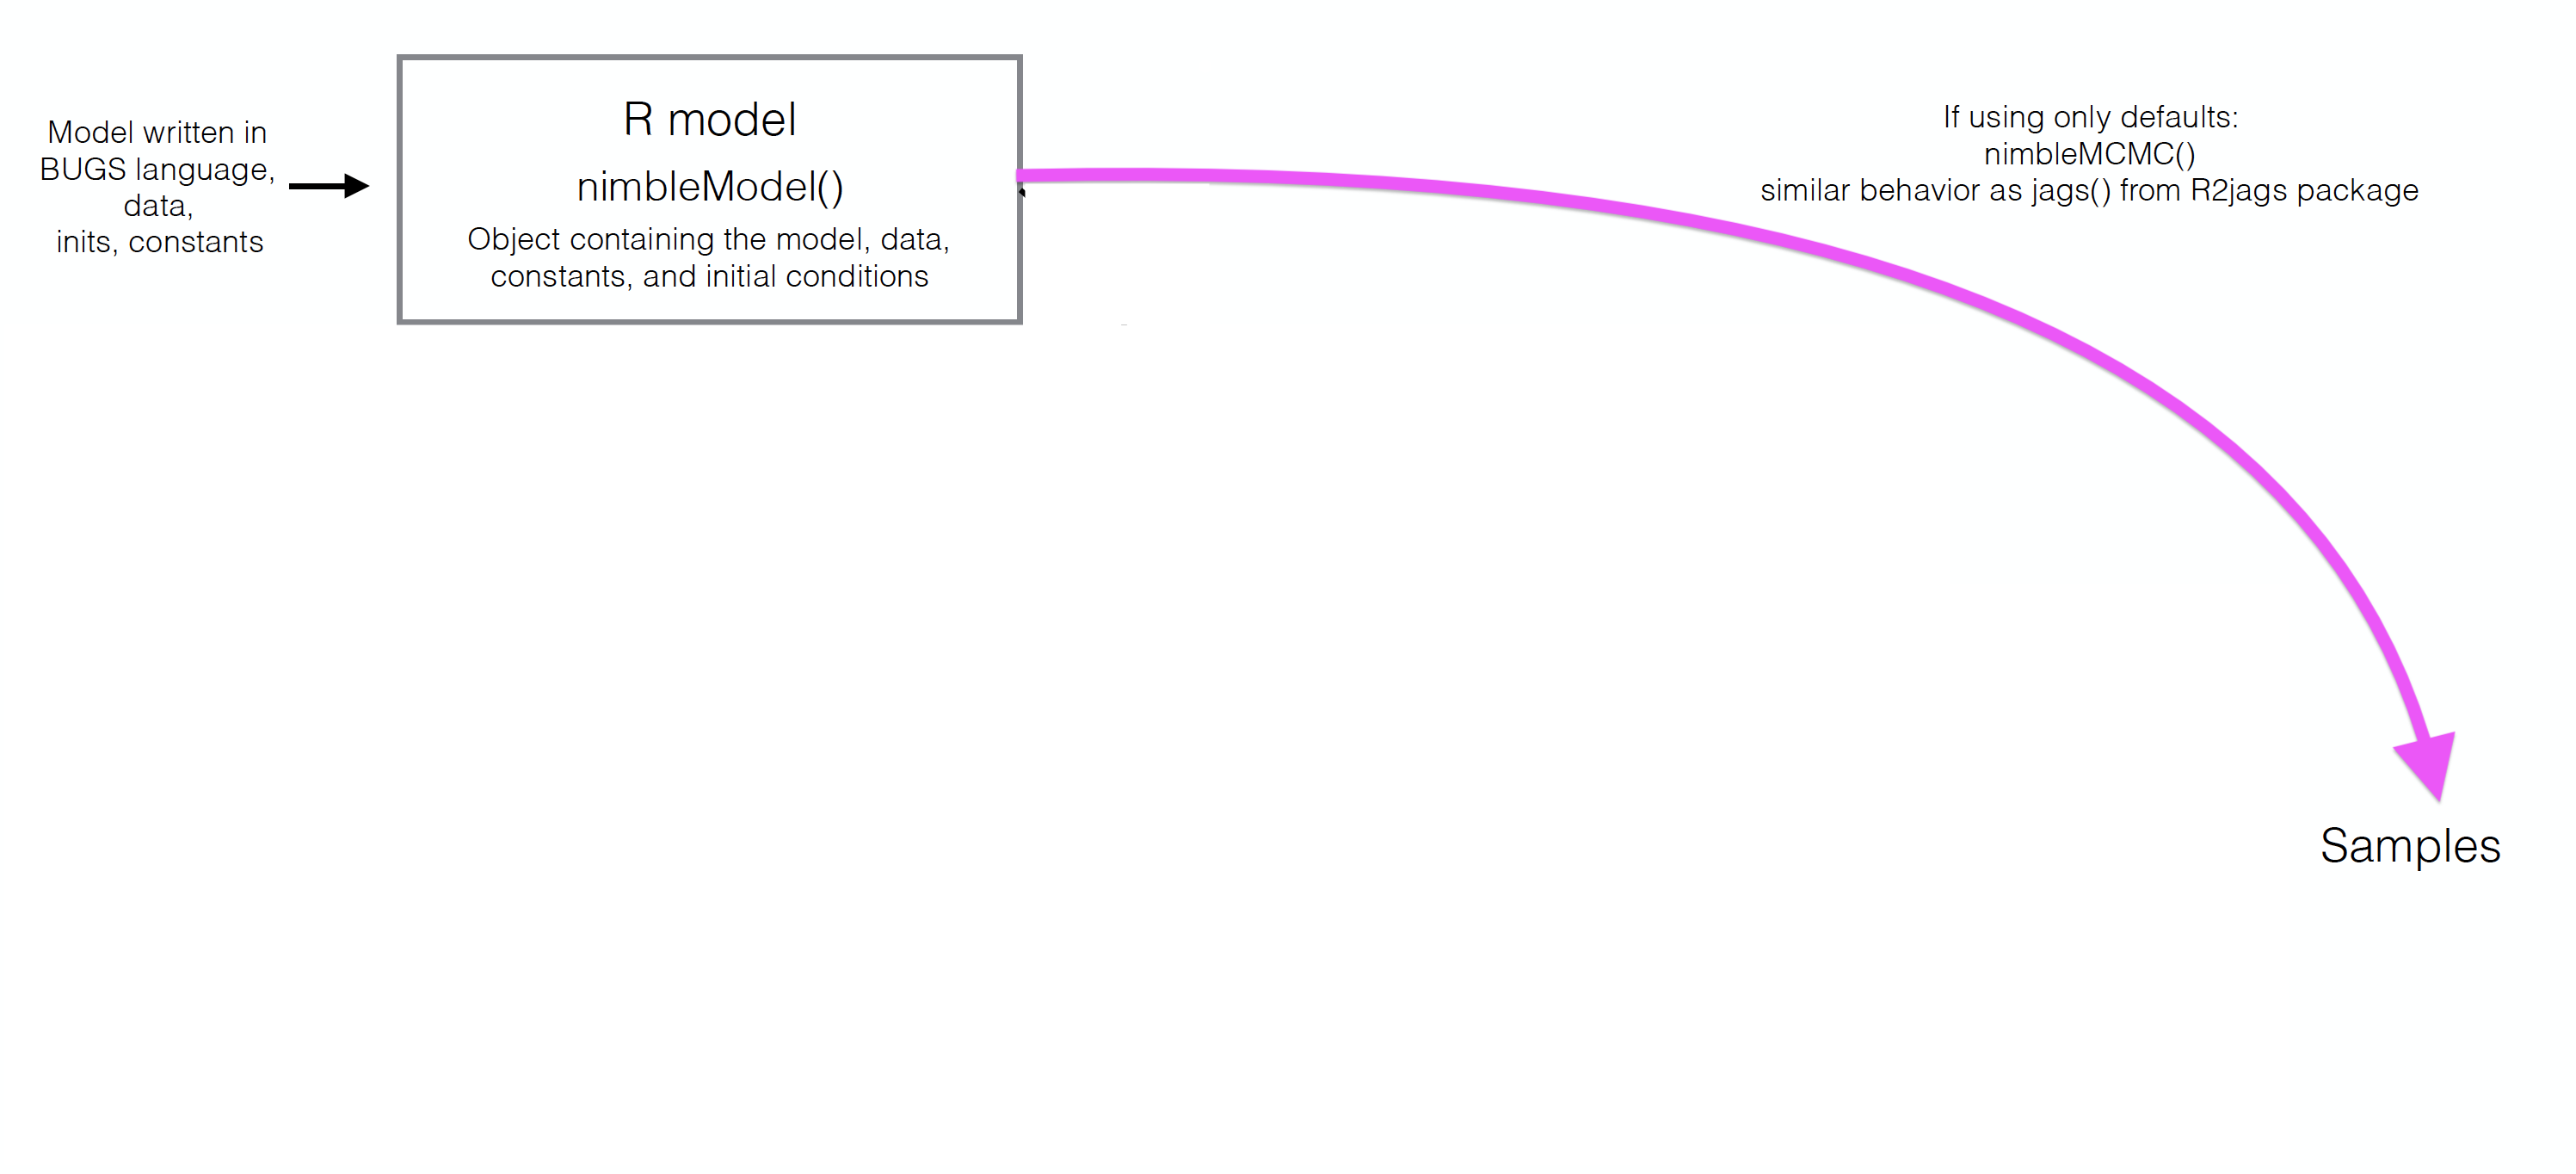 Model written in
BUGS language,
data,
inits, constants
R model
nimbleModel()
Object containing the model, data,
constants, and initial conditions
If using only defaults:
nimbleMCMC()
similar behavior as jags() from R2jags package
Samples